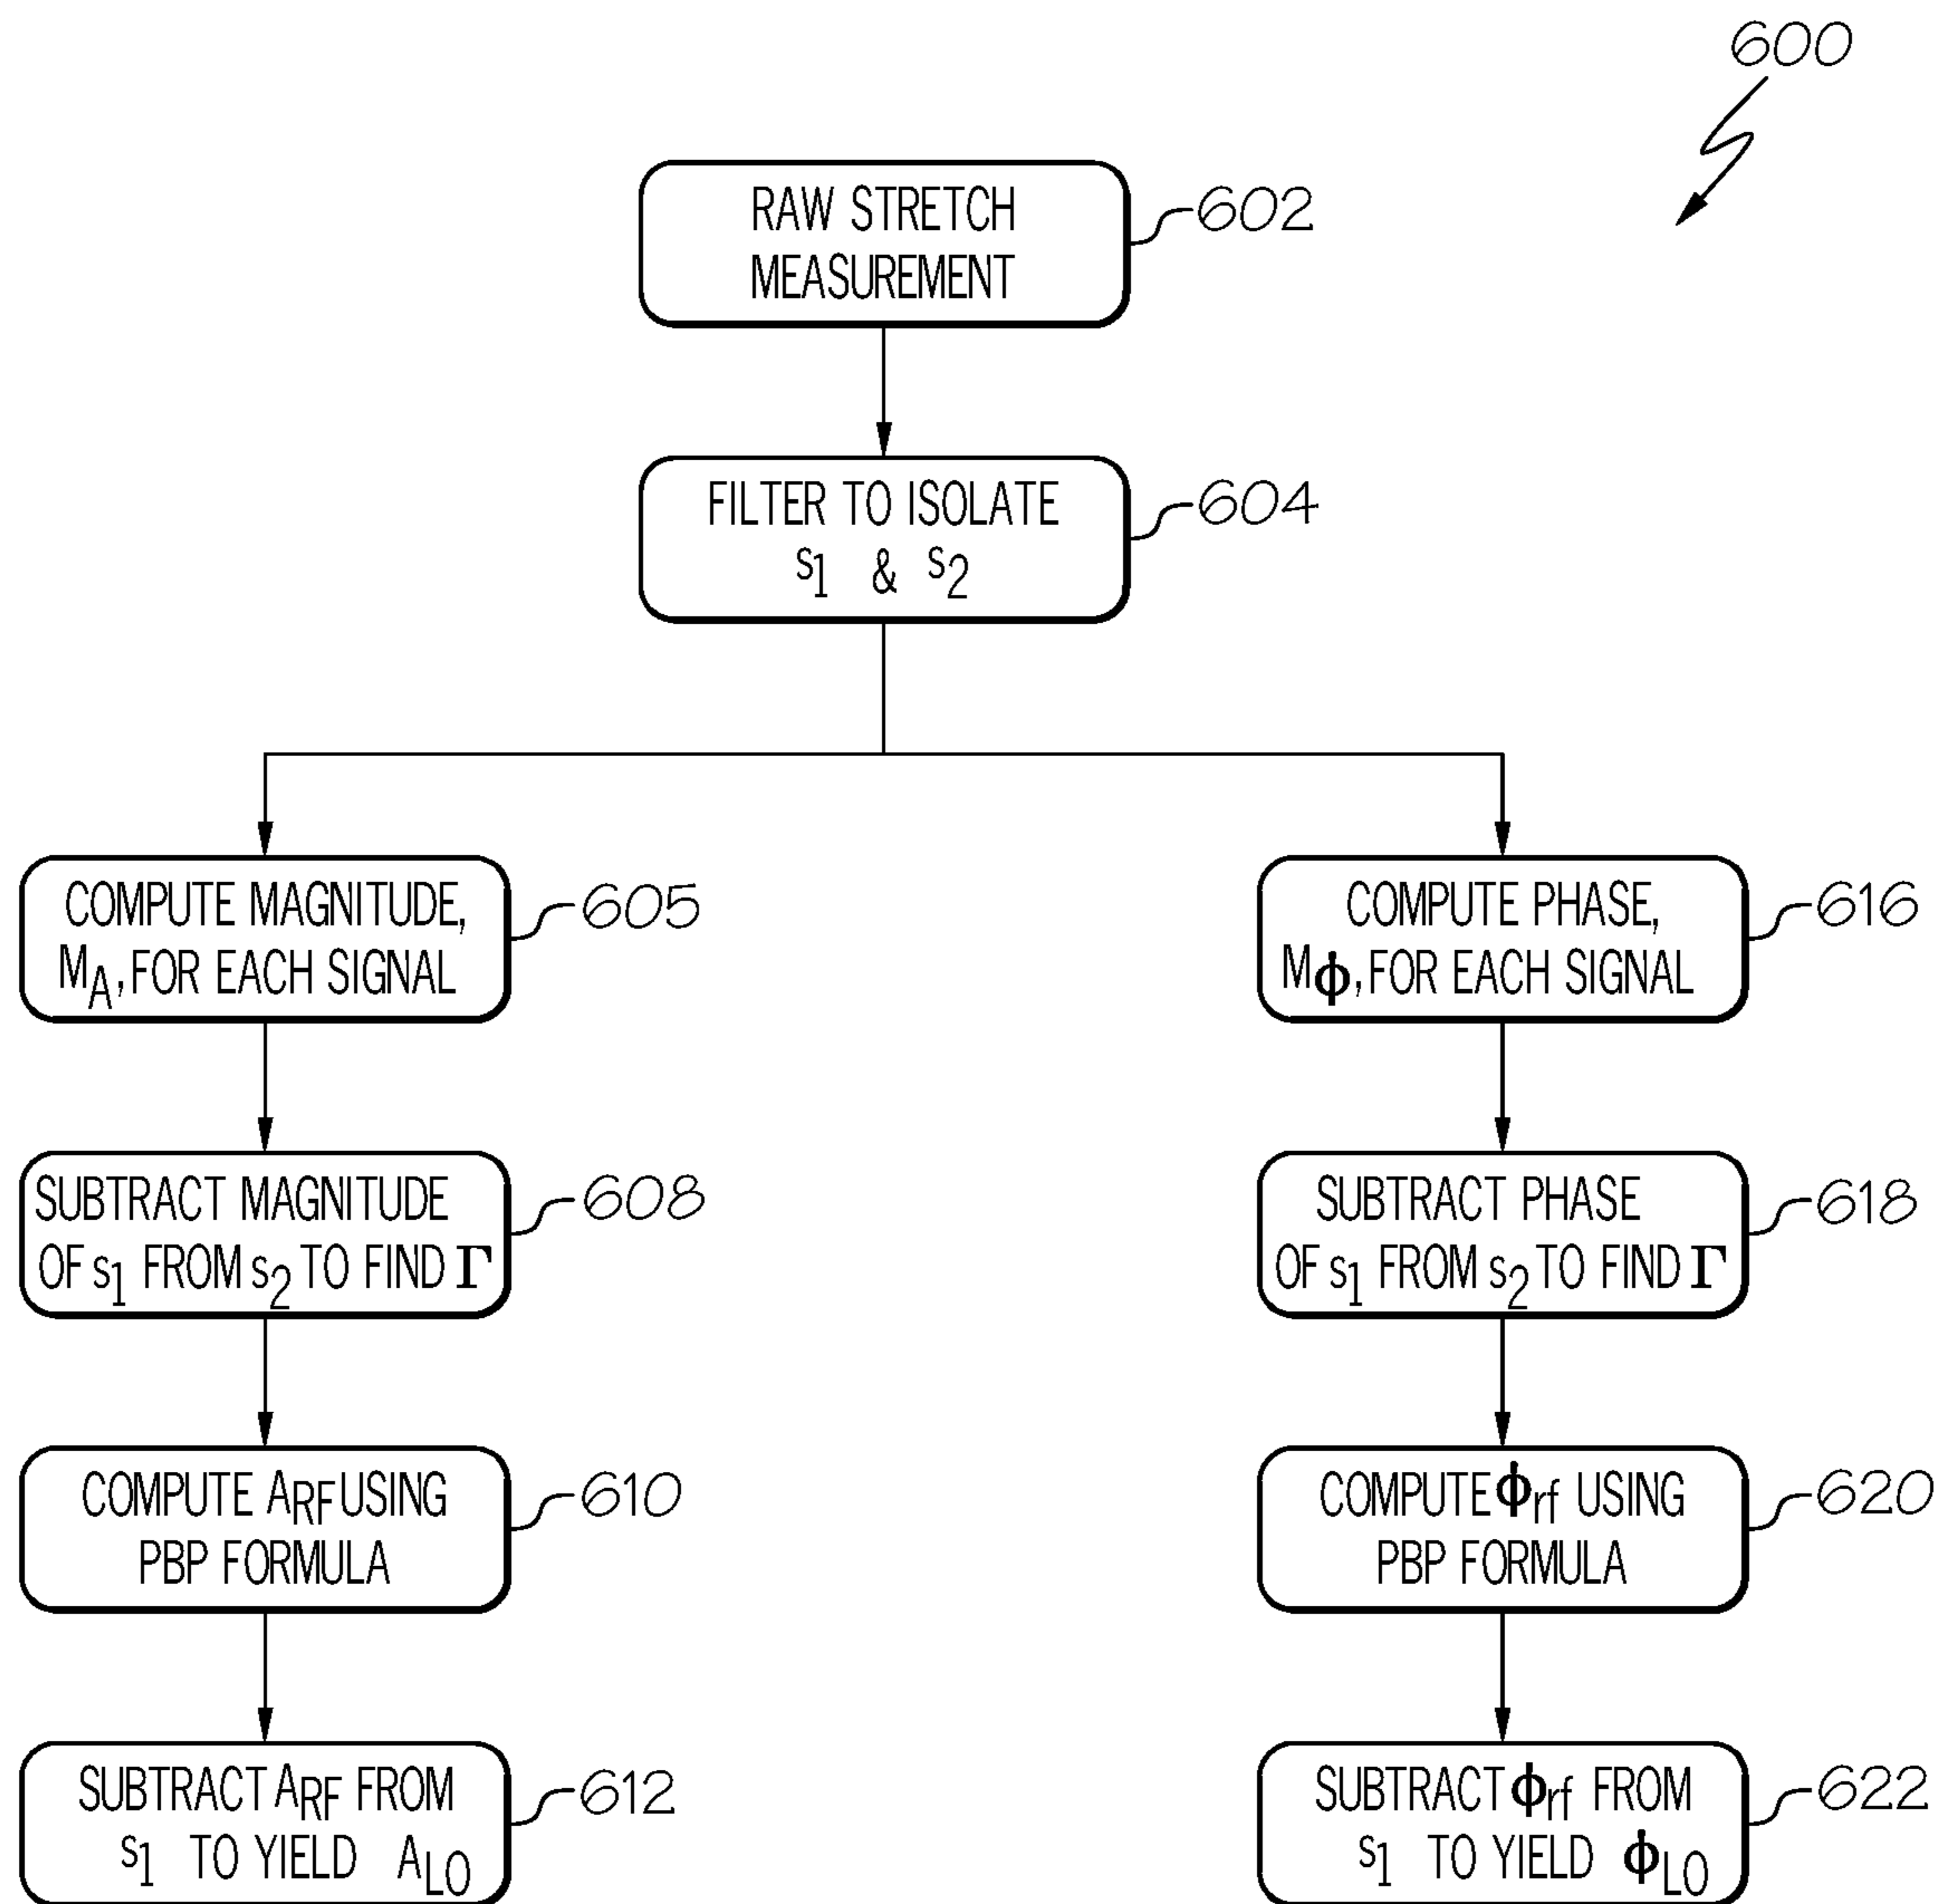 600
RAW STRETCH
MEASUREMENT
602
FILTER TO ISOLATE
s1 & s2
604
COMPUTE MAGNITUDE,
MA, FOR EACH SIGNAL
605
SUBTRACT MAGNITUDE
OF s1 FROM s2 TO FIND Γ
608
COMPUTE ARF USING
PBP FORMULA
610
SUBTRACT ARF FROM
s1 TO YIELD ALO
612
COMPUTE PHASE,
Mϕ, FOR EACH SIGNAL
616
SUBTRACT PHASE
OF s1 FROM s2 TO FIND Γ
618
COMPUTE ϕrf USING
PBP FORMULA
620
SUBTRACT ϕrf FROM
s1 TO YIELD ϕLO
622